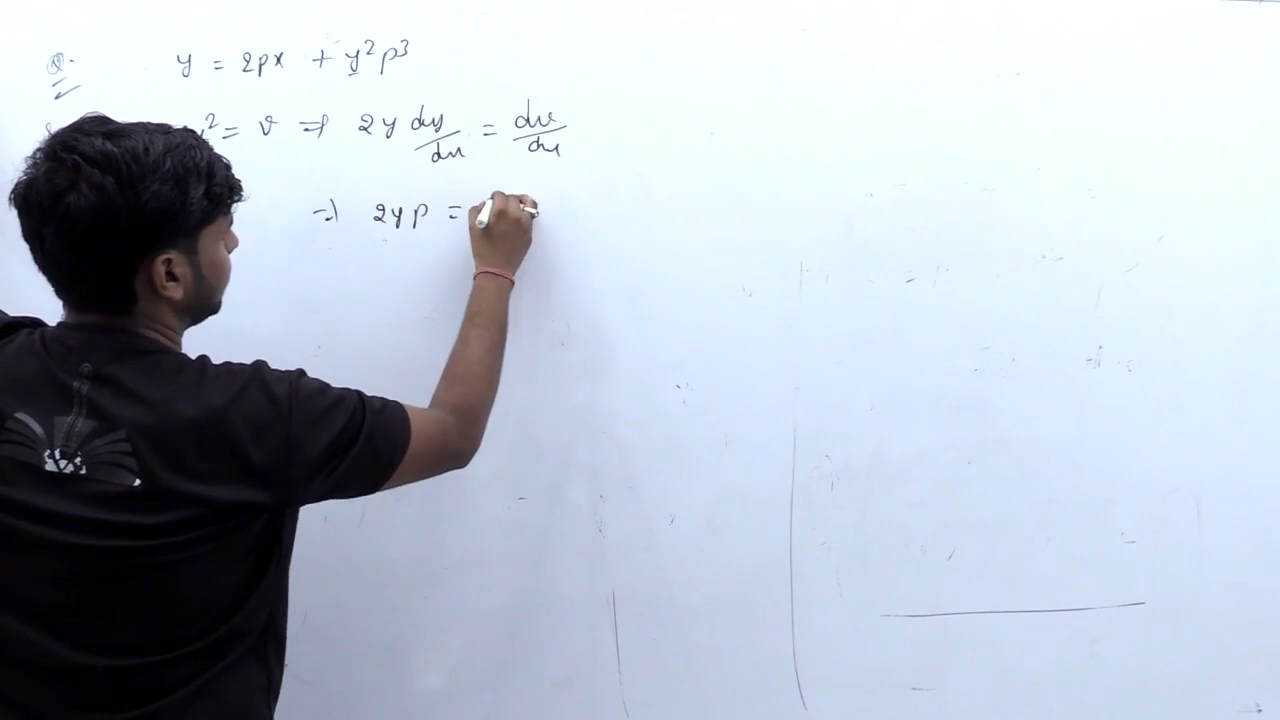 Q. y = 2px + y²p³
y² = v ⇒ 2y dy/dx = dv/dx
⇒ 2yp =